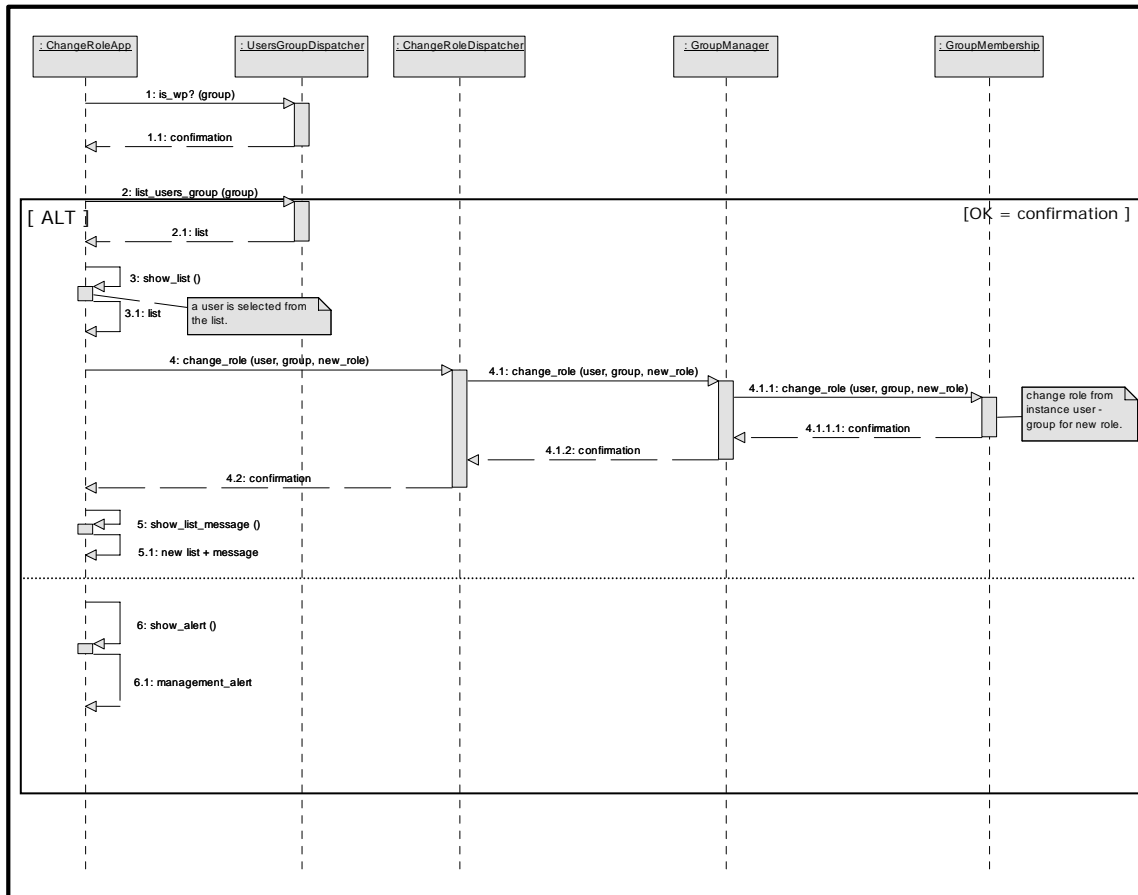 : ChangeRoleApp
: UsersGroupDispatcher
: ChangeRoleDispatcher
: GroupManager
: GroupMembership
1: is_wp? (group)
1.1: confirmation
2: list_users_group (group)
[ ALT ]
[OK = confirmation ]
2.1: list
3: show_list ()
a user is selected from
the list.
3.1: list
4: change_role (user, group, new_role)
4.1: change_role (user, group, new_role)
4.1.1: change_role (user, group, new_role)
change role from
instance user -
group for new role.
4.1.1.1: confirmation
4.1.2: confirmation
4.2: confirmation
5: show_list_message ()
5.1: new list + message
6: show_alert ()
6.1: management_alert